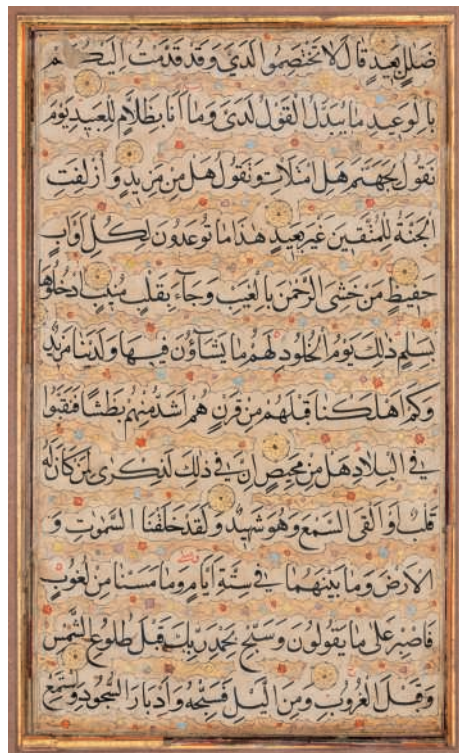 ضلل بعيد قال لا تختصموا لدي وقد قدمت اليكم
بالوعيد ما يبدل القول لدى وما انا بظلام للعبيد يوم
نقول لجهنم هل امتلات وتقول هل من مزيد وازلفت
الجنة للمتقين غير بعيد هذا ما توعدون لكل اواب
حفيظ من خشى الرحمن بالغيب وجاء بقلب منيب ادخلوها
بسلم ذلك يوم الخلود لهم ما يشاؤن فيها ولدينا مزيد
وكم اهلكنا قبلهم من قرن هم اشد منهم بطشا فنقبوا
في البلاد هل من محيص ان في ذلك لذكرى لمن كان له
قلب او القى السمع وهو شهيد ولقد خلقنا السموت و
الارض وما بينهما في ستة ايام وما مسنا من لغوب
فاصبر على ما يقولون وسبح بحمد ربك قبل طلوع الشمس
وقبل الغروب ومن اليل فسبحه وادبار السجود واستمع